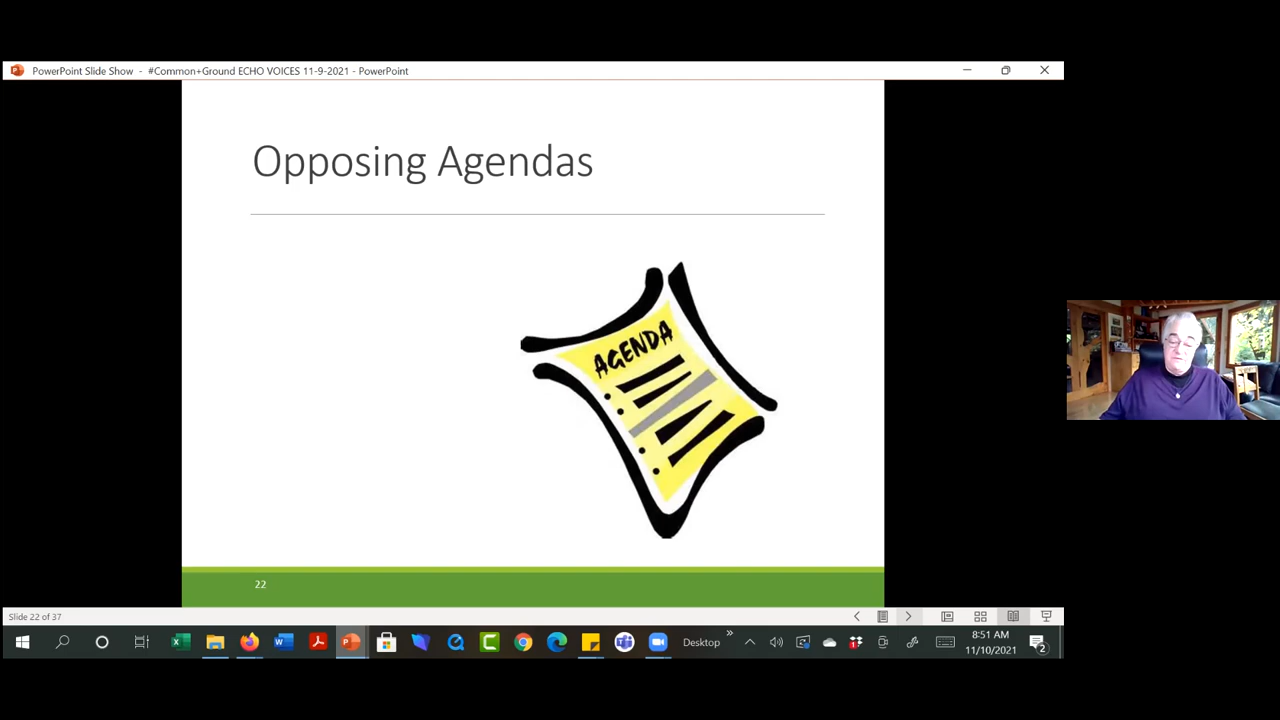 PowerPoint Slide Show - #Common+Ground ECHO VOICES 11-9-2021 - PowerPoint
Opposing Agendas
AGENDA
22
Slide 22 of 37
Desktop
8:51 AM
11/10/2021
2